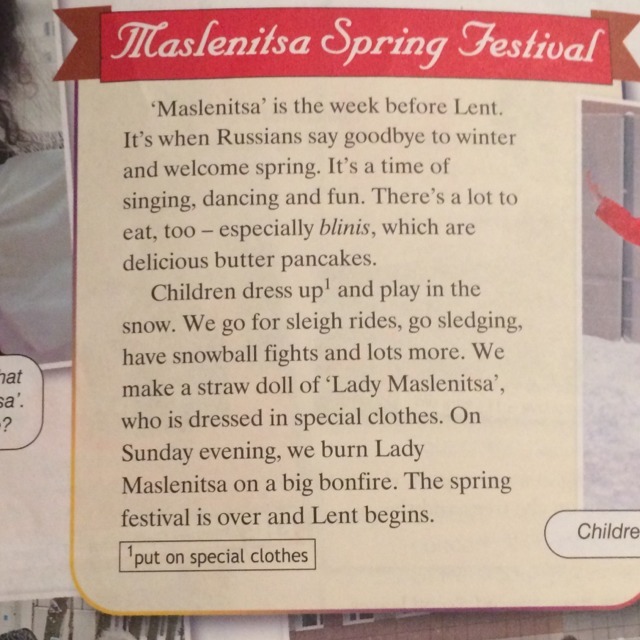 Maslenitsa Spring Festival
‘Maslenitsa’ is the week before Lent.
It’s when Russians say goodbye to winter
and welcome spring. It’s a time of
singing, dancing and fun. There’s a lot to
eat, too – especially blinis, which are
delicious butter pancakes.
Children dress up¹ and play in the
snow. We go for sleigh rides, go sledging,
have snowball fights and lots more. We
make a straw doll of ‘Lady Maslenitsa’,
who is dressed in special clothes. On
Sunday evening, we burn Lady
Maslenitsa on a big bonfire. The spring
festival is over and Lent begins.
¹put on special clothes